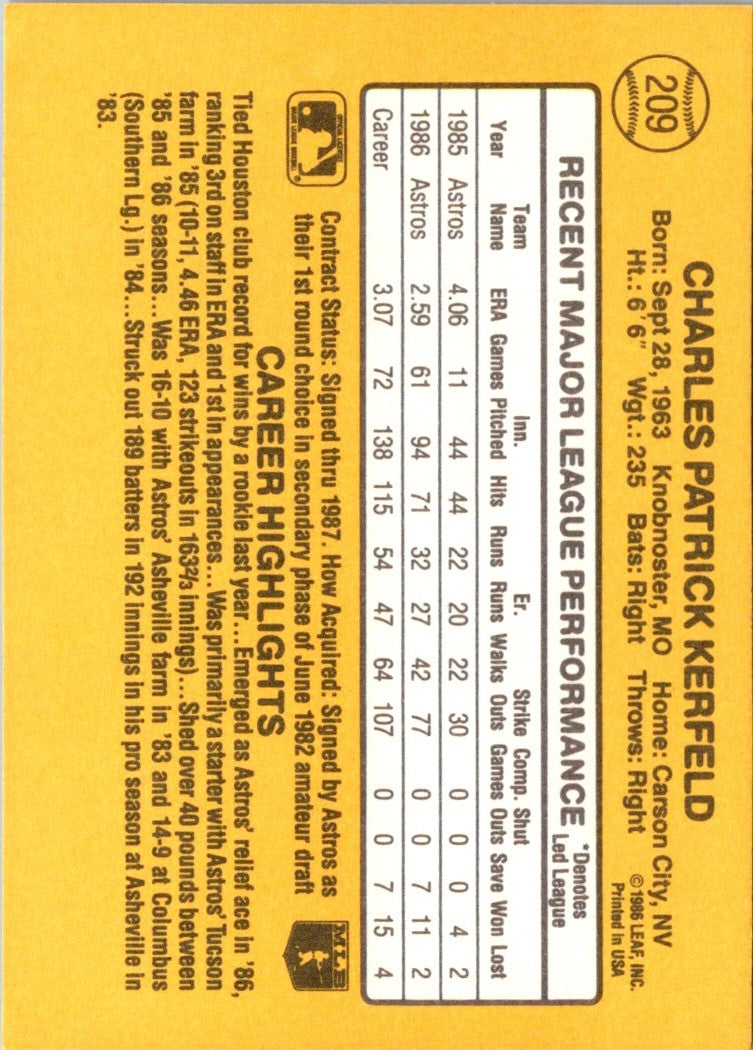 209
CHARLES PATRICK KERFELD
Born: Sept 28, 1963 Knobnoster, MO Home: Carson City, NV
Ht.: 6'6" Wgt.: 235 Bats: Right Throws: Right
©1986 LEAF, INC.
Printed in USA
RECENT MAJOR LEAGUE PERFORMANCE *Denotes Led League
Team Inn. Er. Strike Comp. Shut
Year Name ERA Games Pitched Hits Runs Runs Walks Outs Games Outs Save Won Lost
1985 Astros 4.06 11 44 44 22 20 22 30 0 0 0 4 2
1986 Astros 2.59 61 94 71 32 27 42 77 0 0 7 11 2
Career 3.07 72 138 115 54 47 64 107 0 0 7 15 4
OFFICIAL LICENSEE
MAJOR LEAGUE BASEBALL
Contract Status: Signed thru 1987. How Acquired: Signed by Astros as
their 1st round choice in secondary phase of June 1982 amateur draft
MLB
CAREER HIGHLIGHTS
Tied Houston club record for wins by a rookie last year...Emerged as Astros' relief ace in '86,
ranking 3rd on staff in ERA and 1st in appearances...Was primarily a starter with Astros' Tucson
farm in '85 (10-11, 4.46 ERA, 123 strikeouts in 163⅔ innings)...Shed over 40 pounds between
'85 and '86 seasons...Was 16-10 with Astros' Asheville farm in '83 and 14-9 at Columbus
(Southern Lg.) in '84...Struck out 189 batters in 192 innings in his pro season at Asheville in
'83.